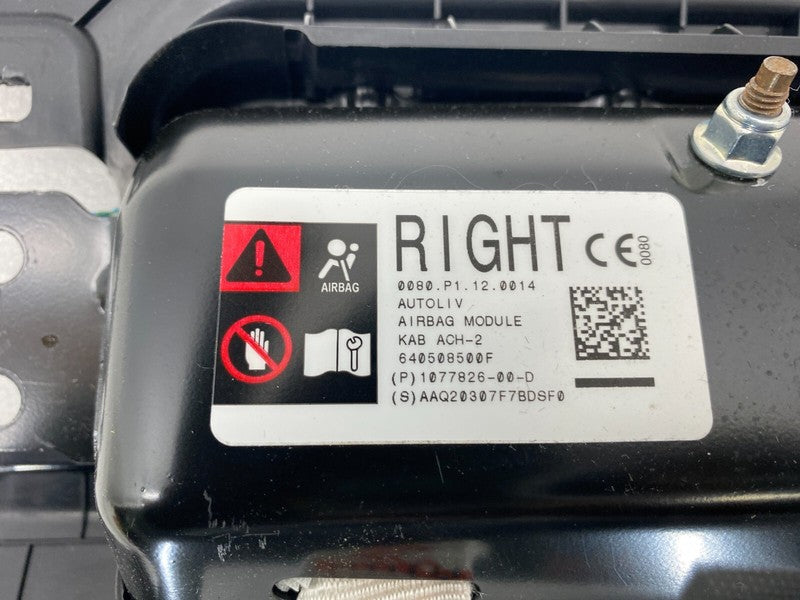 RIGHT CE 0080
AIRBAG
0080.P1.12.0014
AUTOLIV
AIRBAG MODULE
KAB ACH-2
640508500F
(P)1077826-00-D
(S)AAQ20307F7BDSF0